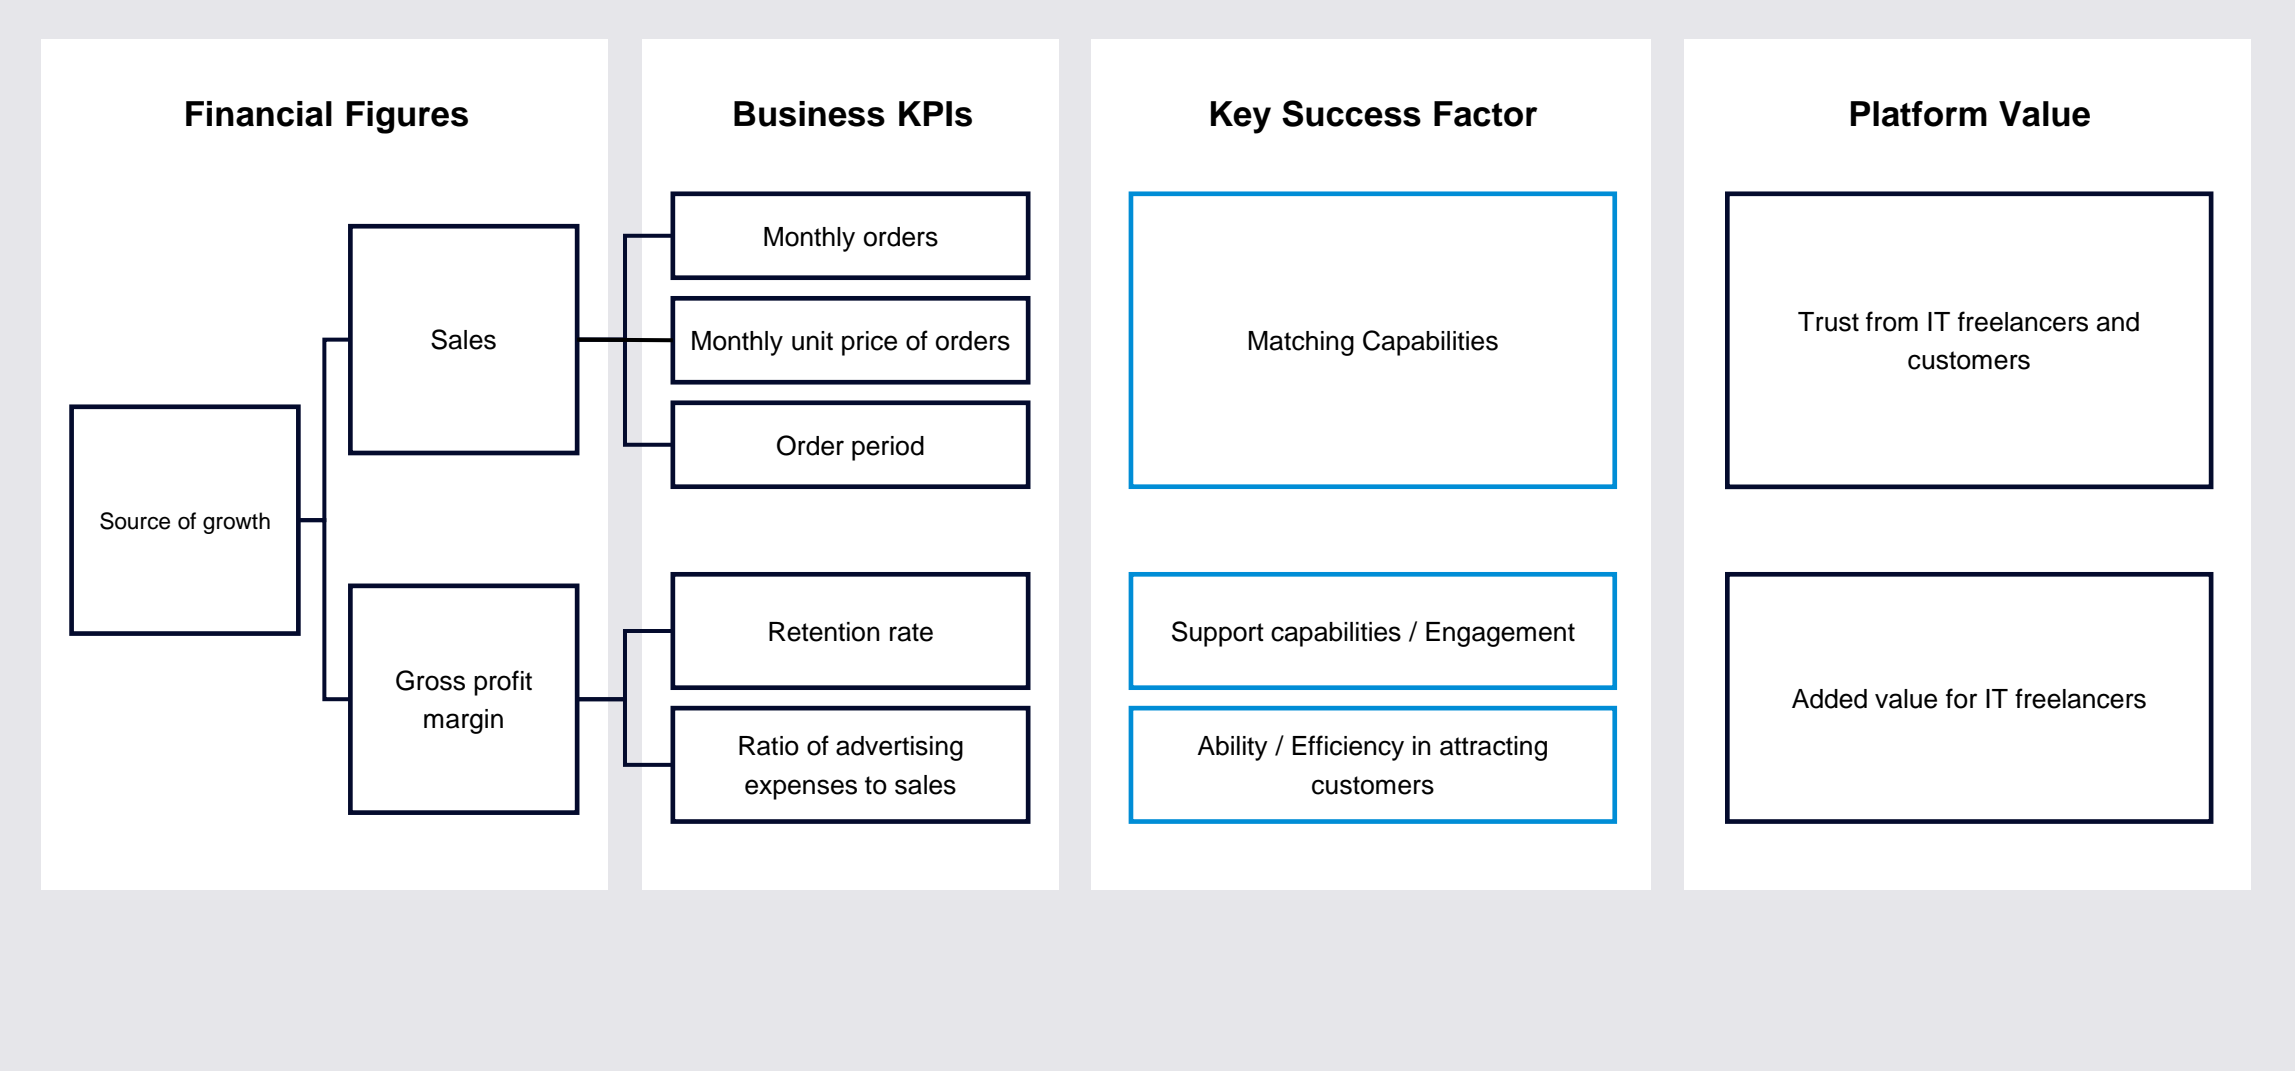 Financial Figures
Business KPIs
Key Success Factor
Platform Value
Source of growth
Sales
Gross profit
margin
Monthly orders
Monthly unit price of orders
Order period
Retention rate
Ratio of advertising
expenses to sales
Matching Capabilities
Support capabilities / Engagement
Ability / Efficiency in attracting
customers
Trust from IT freelancers and
customers
Added value for IT freelancers